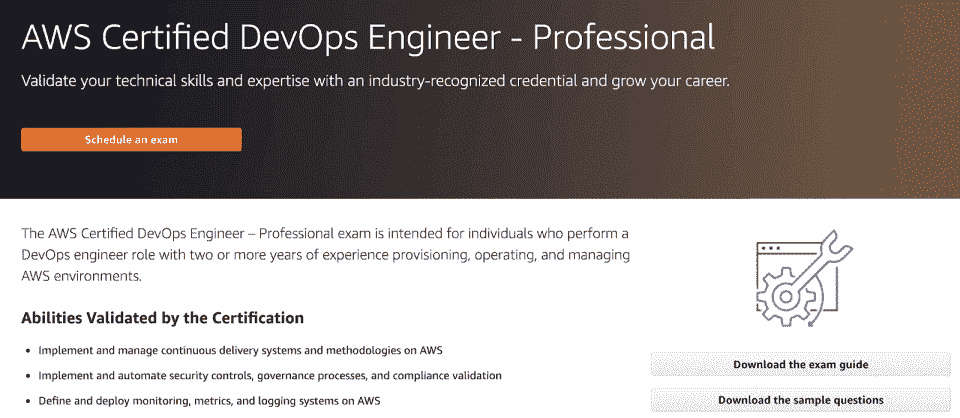 AWS Certified DevOps Engineer - Professional
Validate your technical skills and expertise with an industry-recognized credential and grow your career.
Schedule an exam
The AWS Certified DevOps Engineer – Professional exam is intended for individuals who perform a
DevOps engineer role with two or more years of experience provisioning, operating, and managing
AWS environments.
Abilities Validated by the Certification
• Implement and manage continuous delivery systems and methodologies on AWS
• Implement and automate security controls, governance processes, and compliance validation
• Define and deploy monitoring, metrics, and logging systems on AWS
Download the exam guide
Download the sample questions